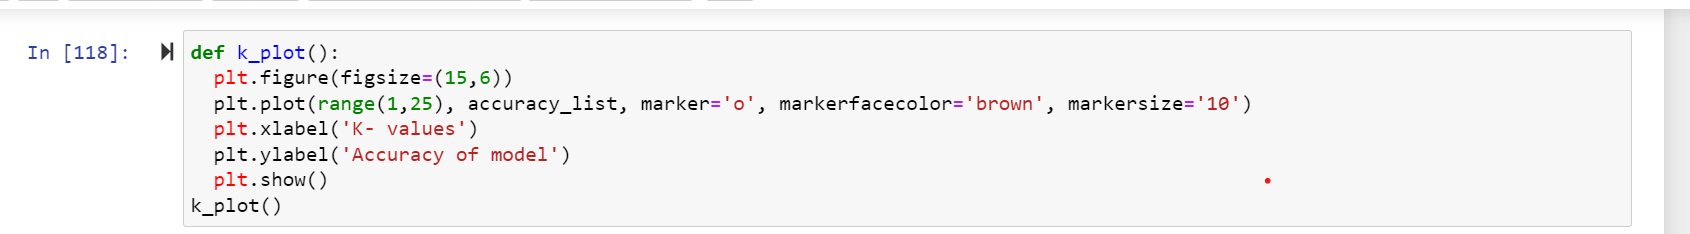 In [118]:
def k_plot():
  plt.figure(figsize=(15,6))
  plt.plot(range(1,25), accuracy_list, marker='o', markerfacecolor='brown', markersize='10')
  plt.xlabel('K- values')
  plt.ylabel('Accuracy of model')
  plt.show()
k_plot()